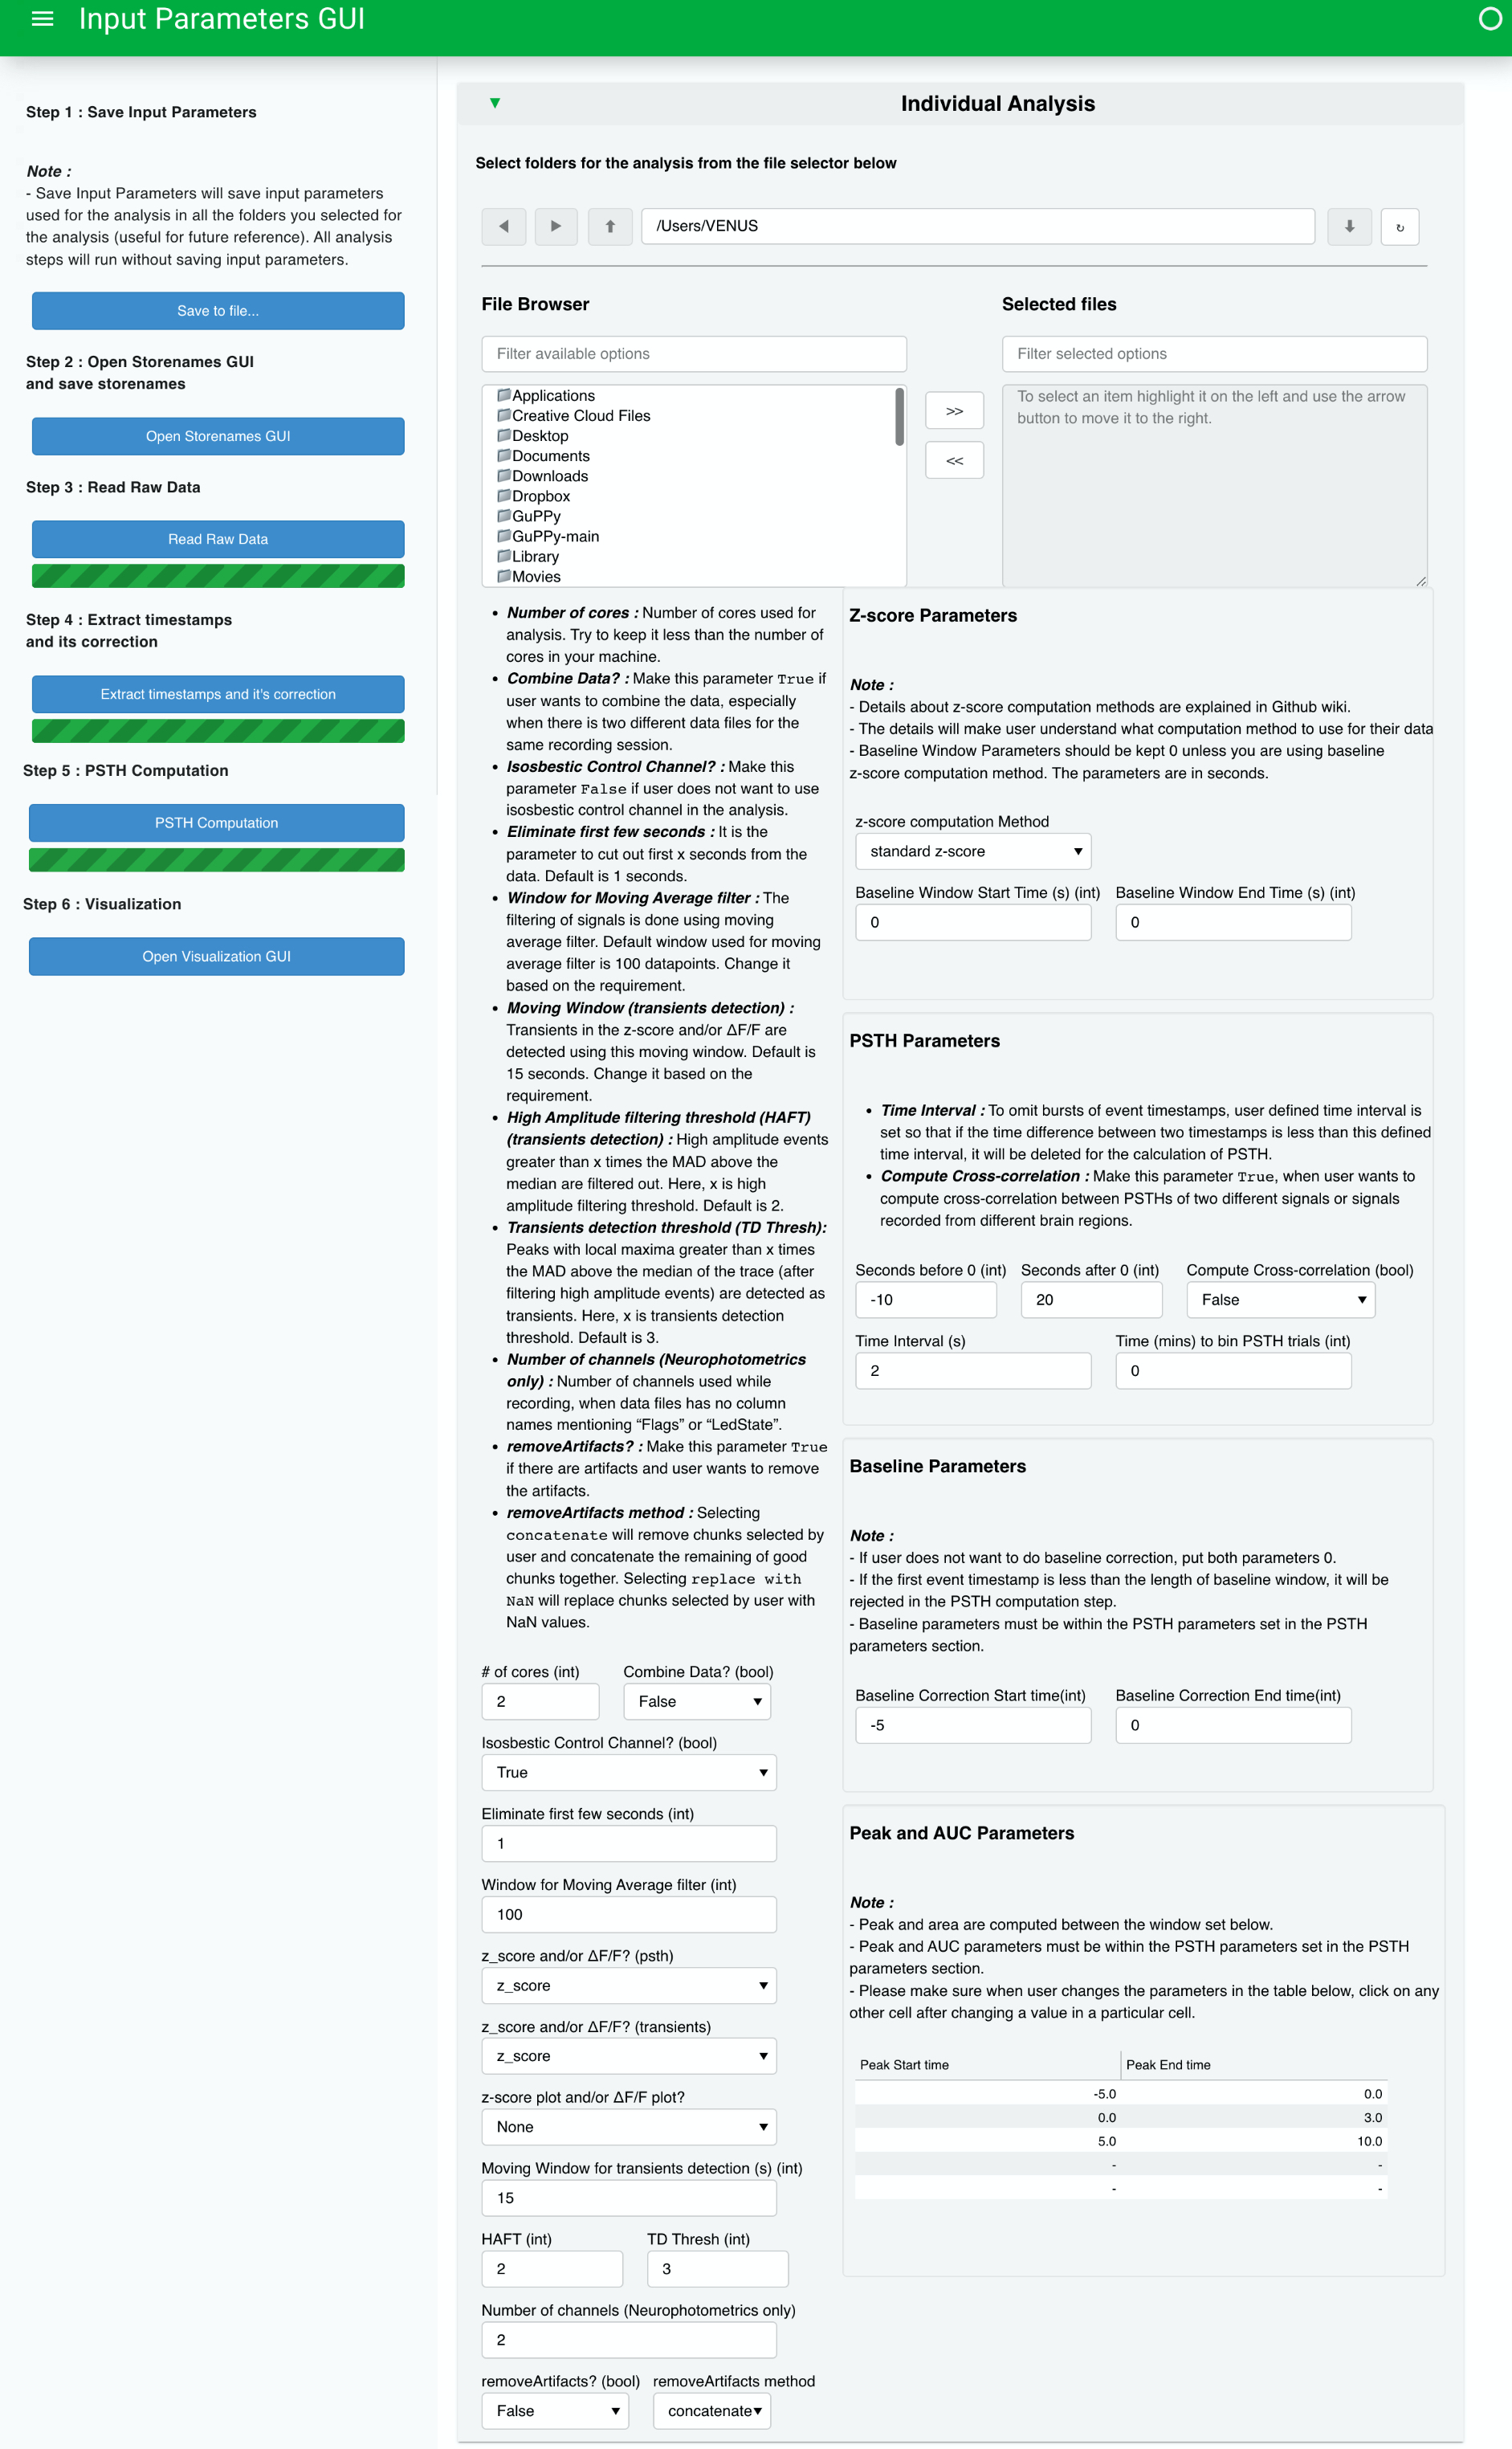 Input Parameters GUI
Step 1 : Save Input Parameters
Note :
- Save Input Parameters will save input parameters
used for the analysis in all the folders you selected for
the analysis (useful for future reference). All analysis
steps will run without saving input parameters.
Save to file...
Step 2 : Open Storenames GUI
and save storenames
Open Storenames GUI
Step 3 : Read Raw Data
Read Raw Data
Step 4 : Extract timestamps
and its correction
Extract timestamps and it's correction
Step 5 : PSTH Computation
PSTH Computation
Step 6 : Visualization
Open Visualization GUI
Individual Analysis
Select folders for the analysis from the file selector below
/Users/VENUS
File Browser
Filter available options
Applications
Creative Cloud Files
Desktop
Documents
Downloads
Dropbox
GuPPy
GuPPy-main
Library
Movies
>>
<<
Selected files
Filter selected options
To select an item highlight it on the left and use the arrow
button to move it to the right.
• Number of cores : Number of cores used for
analysis. Try to keep it less than the number of
cores in your machine.
• Combine Data? : Make this parameter True if
user wants to combine the data, especially
when there is two different data files for the
same recording session.
• Isosbestic Control Channel? : Make this
parameter False if user does not want to use
isosbestic control channel in the analysis.
• Eliminate first few seconds : It is the
parameter to cut out first x seconds from the
data. Default is 1 seconds.
• Window for Moving Average filter : The
filtering of signals is done using moving
average filter. Default window used for moving
average filter is 100 datapoints. Change it
based on the requirement.
• Moving Window (transients detection) :
Transients in the z-score and/or ΔF/F are
detected using this moving window. Default is
15 seconds. Change it based on the
requirement.
• High Amplitude filtering threshold (HAFT)
(transients detection) : High amplitude events
greater than x times the MAD above the
median are filtered out. Here, x is high
amplitude filtering threshold. Default is 2.
• Transients detection threshold (TD Thresh):
Peaks with local maxima greater than x times
the MAD above the median of the trace (after
filtering high amplitude events) are detected as
transients. Here, x is transients detection
threshold. Default is 3.
• Number of channels (Neurophotometrics
only) : Number of channels used while
recording, when data files has no column
names mentioning “Flags” or “LedState”.
• removeArtifacts? : Make this parameter True
if there are artifacts and user wants to remove
the artifacts.
• removeArtifacts method : Selecting
concatenate will remove chunks selected by
user and concatenate the remaining of good
chunks together. Selecting replace with
NaN will replace chunks selected by user with
NaN values.
# of cores (int) Combine Data? (bool)
2 False
Isosbestic Control Channel? (bool)
True
Eliminate first few seconds (int)
1
Window for Moving Average filter (int)
100
z_score and/or ΔF/F? (psth)
z_score
z_score and/or ΔF/F? (transients)
z_score
z-score plot and/or ΔF/F plot?
None
Moving Window for transients detection (s) (int)
15
HAFT (int) TD Thresh (int)
2 3
Number of channels (Neurophotometrics only)
2
removeArtifacts? (bool) removeArtifacts method
False concatenate
Z-score Parameters
Note :
- Details about z-score computation methods are explained in Github wiki.
- The details will make user understand what computation method to use for their data
- Baseline Window Parameters should be kept 0 unless you are using baseline
z-score computation method. The parameters are in seconds.
z-score computation Method
standard z-score
Baseline Window Start Time (s) (int) Baseline Window End Time (s) (int)
0 0
PSTH Parameters
• Time Interval : To omit bursts of event timestamps, user defined time interval is
set so that if the time difference between two timestamps is less than this defined
time interval, it will be deleted for the calculation of PSTH.
• Compute Cross-correlation : Make this parameter True, when user wants to
compute cross-correlation between PSTHs of two different signals or signals
recorded from different brain regions.
Seconds before 0 (int) Seconds after 0 (int) Compute Cross-correlation (bool)
-10 20 False
Time Interval (s) Time (mins) to bin PSTH trials (int)
2 0
Baseline Parameters
Note :
- If user does not want to do baseline correction, put both parameters 0.
- If the first event timestamp is less than the length of baseline window, it will be
rejected in the PSTH computation step.
- Baseline parameters must be within the PSTH parameters set in the PSTH
parameters section.
Baseline Correction Start time(int) Baseline Correction End time(int)
-5 0
Peak and AUC Parameters
Note :
- Peak and area are computed between the window set below.
- Peak and AUC parameters must be within the PSTH parameters set in the PSTH
parameters section.
- Please make sure when user changes the parameters in the table below, click on any
other cell after changing a value in a particular cell.
Peak Start time Peak End time
-5.0 0.0
0.0 3.0
5.0 10.0
- -
- -